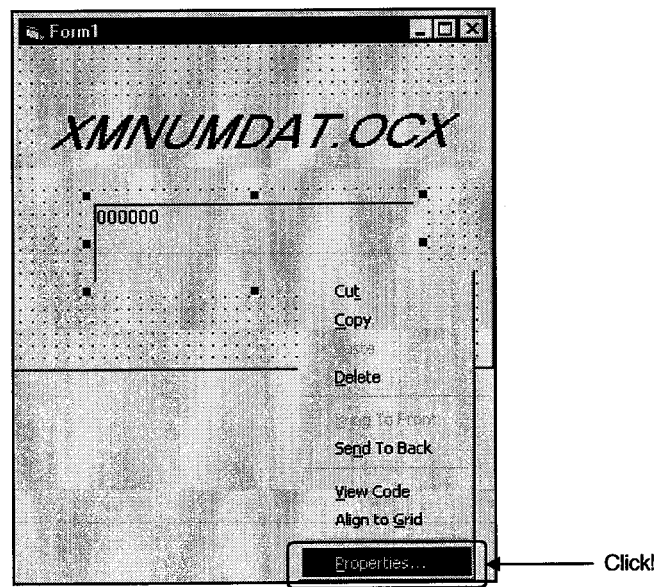 Form1
XMNUMDAT.OCX
000000
Cut
Copy
Paste
Delete
Bring To Front
Send To Back
View Code
Align to Grid
Properties...
Click!